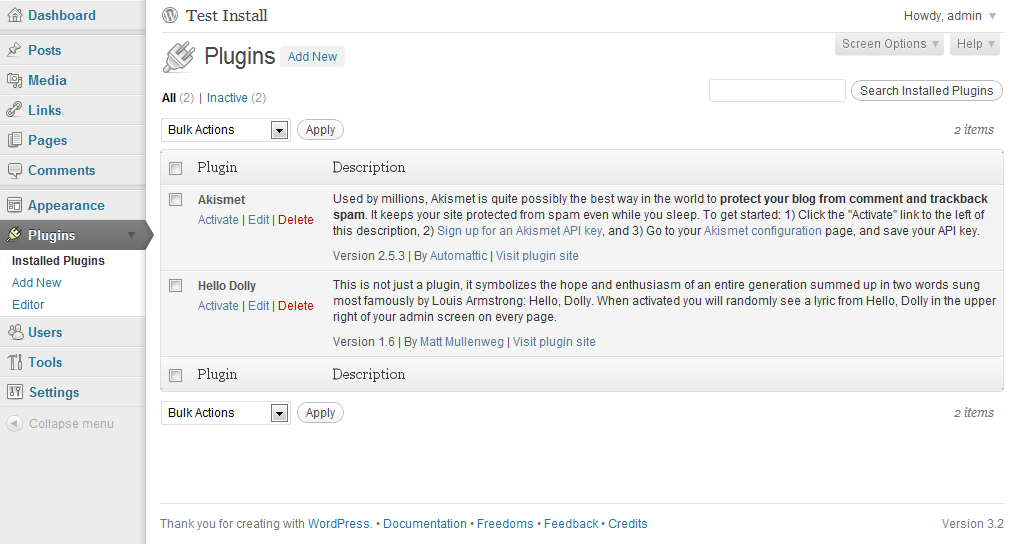 Dashboard
Posts
Media
Links
Pages
Comments
Appearance
Plugins
Installed Plugins
Add New
Editor
Users
Tools
Settings
Collapse menu
Test Install
Howdy, admin
Screen Options
Help
Plugins Add New
All (2) | Inactive (2)
Search Installed Plugins
Bulk Actions Apply
2 items
Plugin Description
Akismet
Activate | Edit | Delete
Used by millions, Akismet is quite possibly the best way in the world to protect your blog from comment and trackback
spam. It keeps your site protected from spam even while you sleep. To get started: 1) Click the "Activate" link to the left of
this description, 2) Sign up for an Akismet API key, and 3) Go to your Akismet configuration page, and save your API key.
Version 2.5.3 | By Automattic | Visit plugin site
Hello Dolly
Activate | Edit | Delete
This is not just a plugin, it symbolizes the hope and enthusiasm of an entire generation summed up in two words sung
most famously by Louis Armstrong: Hello, Dolly. When activated you will randomly see a lyric from Hello, Dolly in the upper
right of your admin screen on every page.
Version 1.6 | By Matt Mullenweg | Visit plugin site
Plugin Description
Bulk Actions Apply
2 items
Thank you for creating with WordPress. • Documentation • Freedoms • Feedback • Credits
Version 3.2